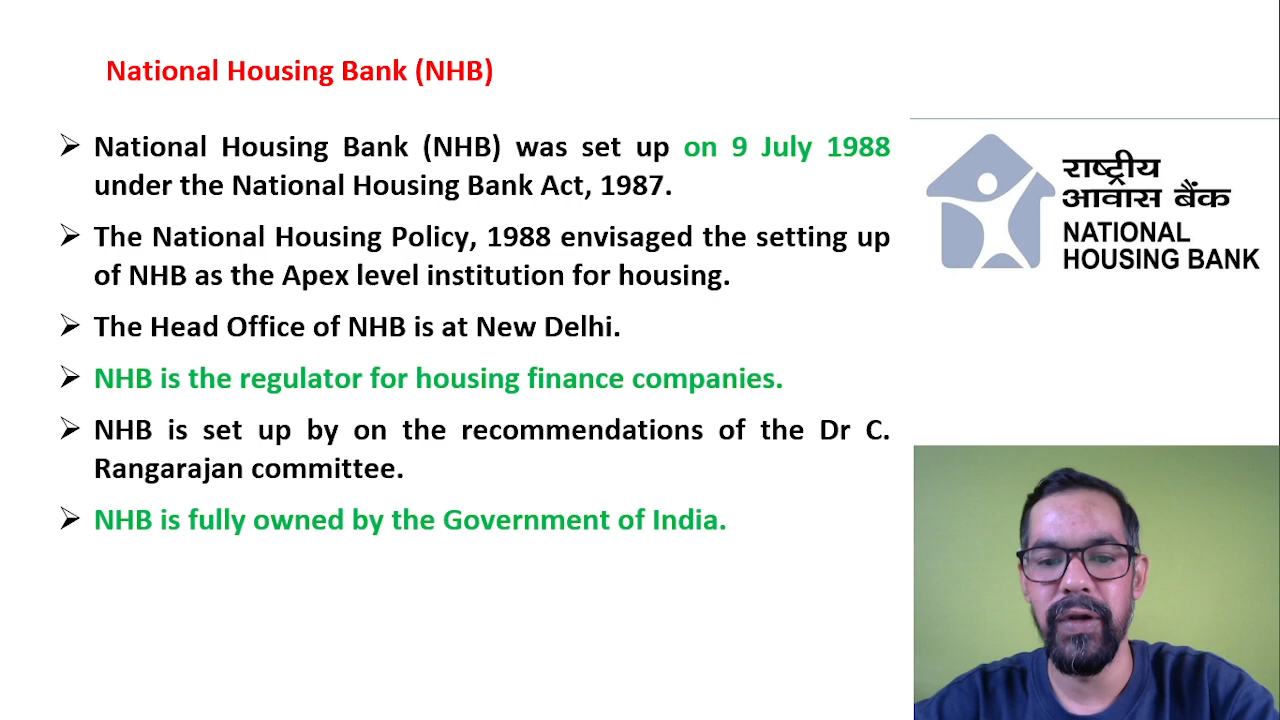 National Housing Bank (NHB)
➢ National Housing Bank (NHB) was set up on 9 July 1988
under the National Housing Bank Act, 1987.
➢ The National Housing Policy, 1988 envisaged the setting up
of NHB as the Apex level institution for housing.
➢ The Head Office of NHB is at New Delhi.
➢ NHB is the regulator for housing finance companies.
➢ NHB is set up by on the recommendations of the Dr C.
Rangarajan committee.
➢ NHB is fully owned by the Government of India.
राष्ट्रीय
आवास बैंक
NATIONAL
HOUSING BANK